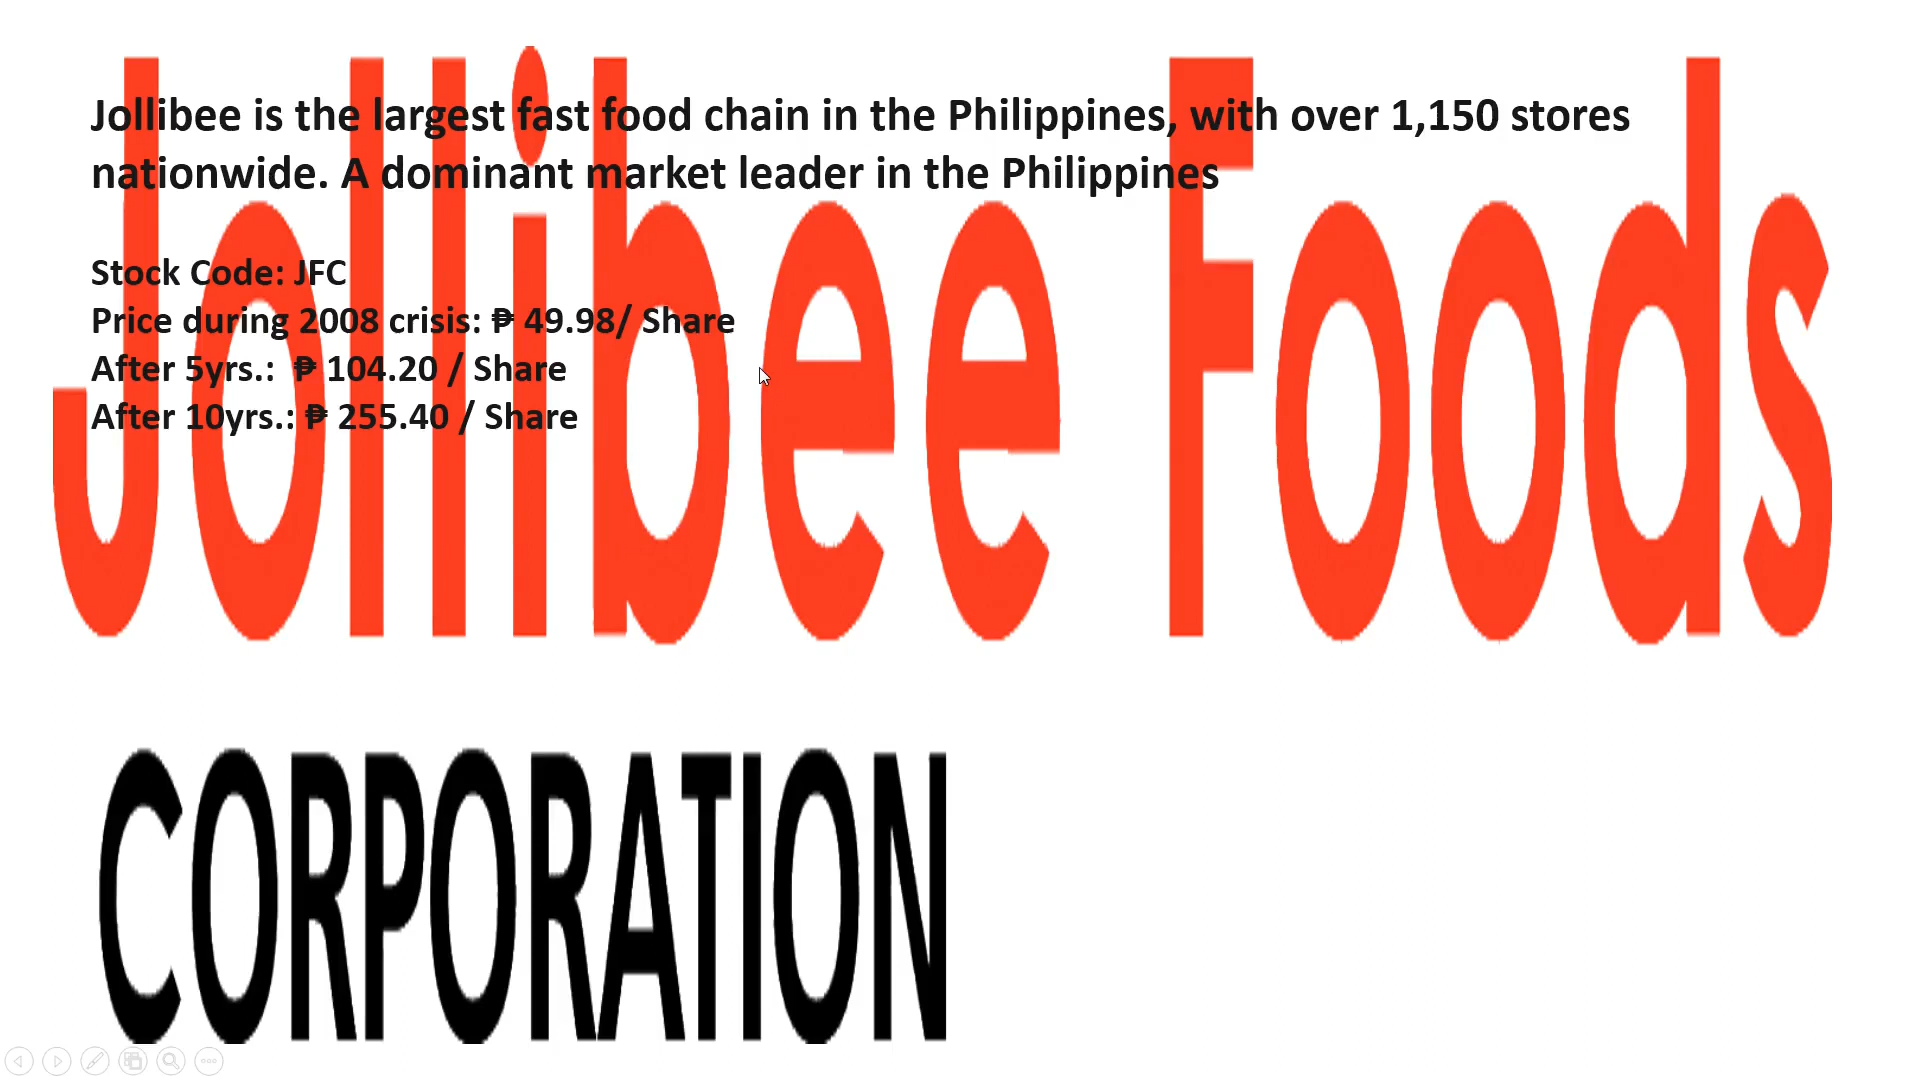 Jollibee Foods
CORPORATION
Jollibee is the largest fast food chain in the Philippines, with over 1,150 stores
nationwide. A dominant market leader in the Philippines
Stock Code: JFC
Price during 2008 crisis: ₱ 49.98/ Share
After 5yrs.:  ₱ 104.20 / Share
After 10yrs.: ₱ 255.40 / Share